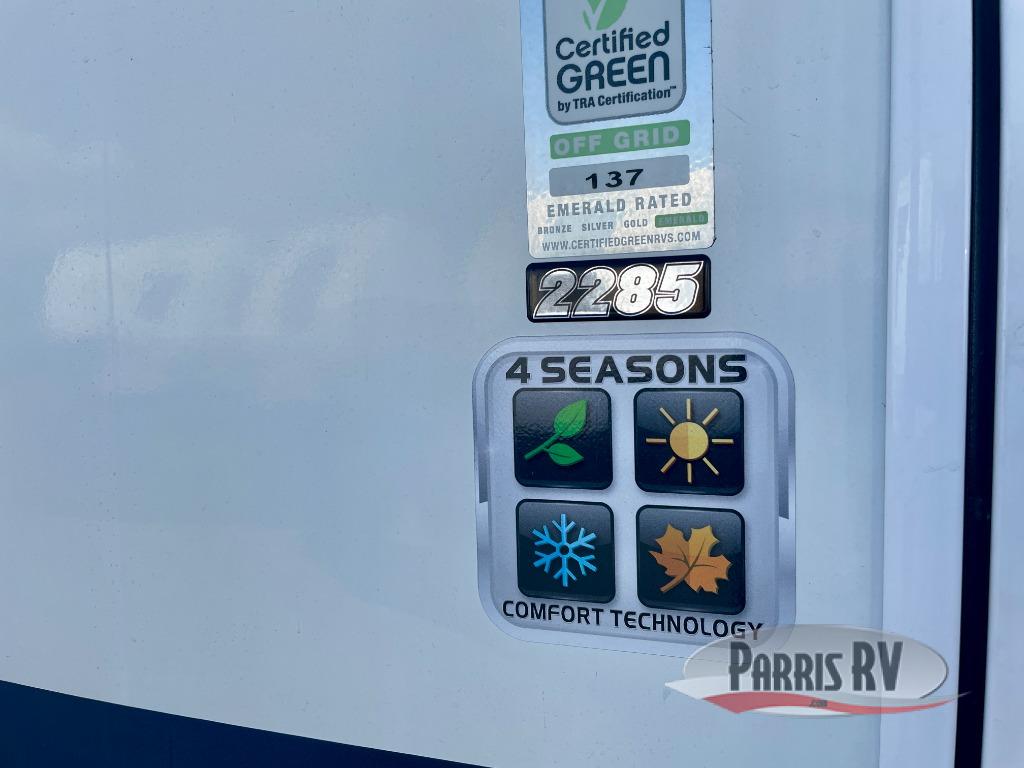 Certified
GREEN
by TRA Certification™
OFF GRID
137
EMERALD RATED
BRONZE SILVER GOLD EMERALD
WWW.CERTIFIEDGREENRVS.COM
2285
4 SEASONS
COMFORT TECHNOLOGY
PARRIS RV
.com